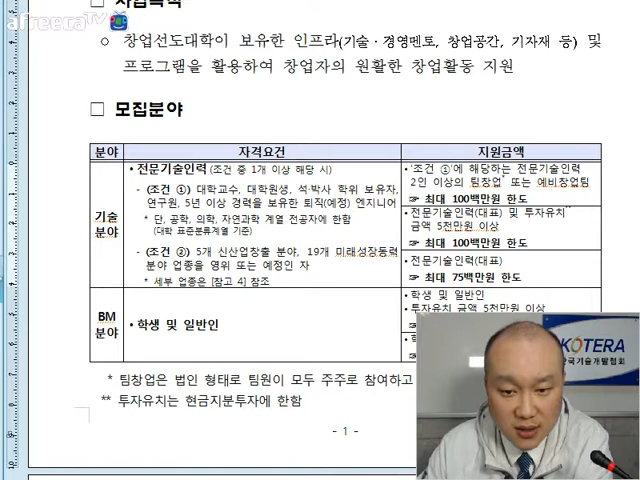 afreecaTV
□ 사업목적
○ 창업선도대학이 보유한 인프라(기술·경영멘토, 창업공간, 기자재 등) 및
프로그램을 활용하여 창업자의 원활한 창업활동 지원
□ 모집분야
분야 자격요건 지원금액
기술분야
• 전문기술인력 (조건 중 1개 이상 해당 시)
- (조건 ①) 대학교수, 대학원생, 석·박사 학위 보유자,
연구원, 5년 이상 경력을 보유한 퇴직(예정) 엔지니어
* 단, 공학, 의학, 자연과학 계열 전공자에 한함
(대학 표준분류계열 기준)
- (조건 ②) 5개 신산업창출 분야, 19개 미래성장동력
분야 업종을 영위 또는 예정인 자
* 세부 업종은 [참고 4] 참조
• '조건 ①'에 해당하는 전문기술인력
2인 이상의 팀창업* 또는 예비창업팀
☞ 최대 100백만원 한도
• 전문기술인력(대표) 및 투자유치**
금액 5천만원 이상
☞ 최대 100백만원 한도
• 전문기술인력(대표)
☞ 최대 75백만원 한도
BM
분야
• 학생 및 일반인
• 학생 및 일반인
• 투자유치 금액 5천만원 이상
* 팀창업은 법인 형태로 팀원이 모두 주주로 참여하고
** 투자유치는 현금지분투자에 한함
- 1 -
KOTERA
한국기술개발협회